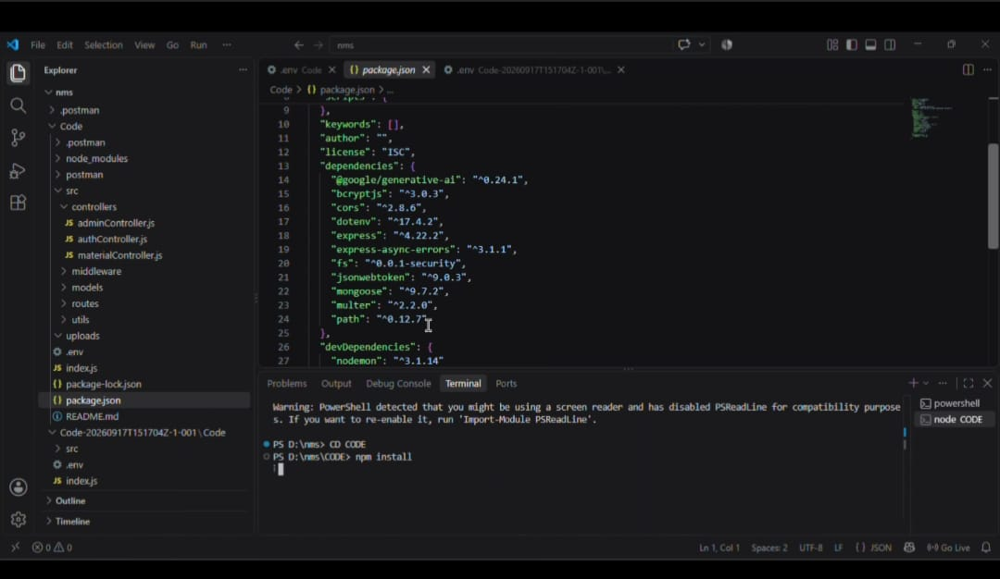 File Edit Selection View Go Run ...
nms
Explorer
nms
.postman
Code
.postman
node_modules
postman
src
controllers
JS adminController.js
JS authController.js
JS materialController.js
middleware
models
routes
utils
uploads
.env
JS index.js
{} package-lock.json
{} package.json
README.md
Code-20260917T151704Z-1-001\Code
src
.env
JS index.js
Outline
Timeline
.env Code
{} package.json
.env Code-20260917T151704Z-1-001\...
Code > {} package.json > ...
9 },
10 "keywords": [],
11 "author": "",
12 "license": "ISC",
13 "dependencies": {
14 "@google/generative-ai": "^0.24.1",
15 "bcryptjs": "^3.0.3",
16 "cors": "^2.8.6",
17 "dotenv": "^17.4.2",
18 "express": "^4.22.2",
19 "express-async-errors": "^3.1.1",
20 "fs": "^0.0.1-security",
21 "jsonwebtoken": "^9.0.3",
22 "mongoose": "^9.7.2",
23 "multer": "^2.2.0",
24 "path": "^0.12.7"
25 },
26 "devDependencies": {
27 "nodemon": "^3.1.14"
Problems Output Debug Console Terminal Ports
Warning: PowerShell detected that you might be using a screen reader and has disabled PSReadLine for compatibility purpose
s. If you want to re-enable it, run 'Import-Module PSReadLine'.
PS D:\nms> CD CODE
PS D:\nms\CODE> npm install
powershell
node CODE
0 0
Ln 1, Col 1 Spaces: 2 UTF-8 LF {} JSON Go Live